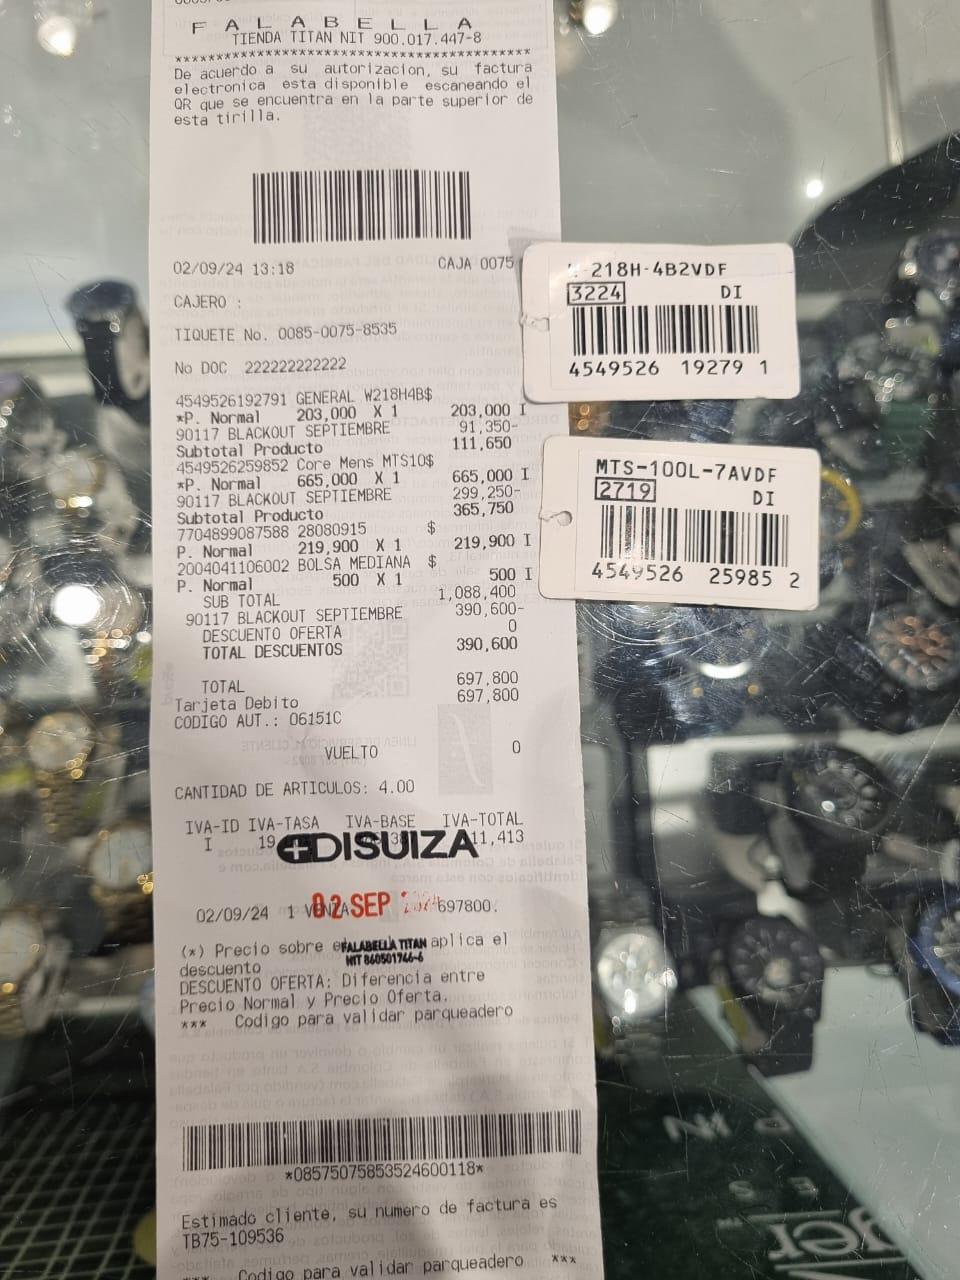 F A L A B E L L A
TIENDA TITAN NIT 900.017.447-8
****************************************************
De acuerdo a su autorizacion, su factura
electronica esta disponible escaneando el
QR que se encuentra en la parte superior de
esta tirilla.
02/09/24 13:18 CAJA 0075
CAJERO :
TIQUETE No. 0085-0075-8535
No DOC 222222222222
4549526192791 GENERAL W218H4B$
*P. Normal 203,000 X 1 203,000 I
90117 BLACKOUT SEPTIEMBRE 91,350-
Subtotal Producto 111,650
4549526259852 Core Mens MTS10$
*P. Normal 665,000 X 1 665,000 I
90117 BLACKOUT SEPTIEMBRE 299,250-
Subtotal Producto 365,750
7704899087588 28080915 $
P. Normal 219,900 X 1 219,900 I
2004041106002 BOLSA MEDIANA $
P. Normal 500 X 1 500 I
SUB TOTAL 1,088,400
90117 BLACKOUT SEPTIEMBRE 390,600-
DESCUENTO OFERTA 0
TOTAL DESCUENTOS 390,600
TOTAL 697,800
Tarjeta Debito 697,800
CODIGO AUT.: 06151C
VUELTO 0
CANTIDAD DE ARTICULOS: 4.00
IVA-ID IVA-TASA IVA-BASE IVA-TOTAL
I 19 11,413
DISUIZA
02/09/24 1 VENTA 697800.
02 SEP
(*) Precio sobre el aplica el
FALABELLA TITAN
NIT 860501746-6
descuento
DESCUENTO OFERTA: Diferencia entre
Precio Normal y Precio Oferta.
*** Codigo para validar parqueadero
*08575075853524600118*
Estimado cliente, su numero de factura es
TB75-109536
*** Codigo para validar parqueadero ***
-218H-4B2VDF
3224 DI
4549526 19279 1
MTS-100L-7AVDF
2719 DI
4549526 25985 2